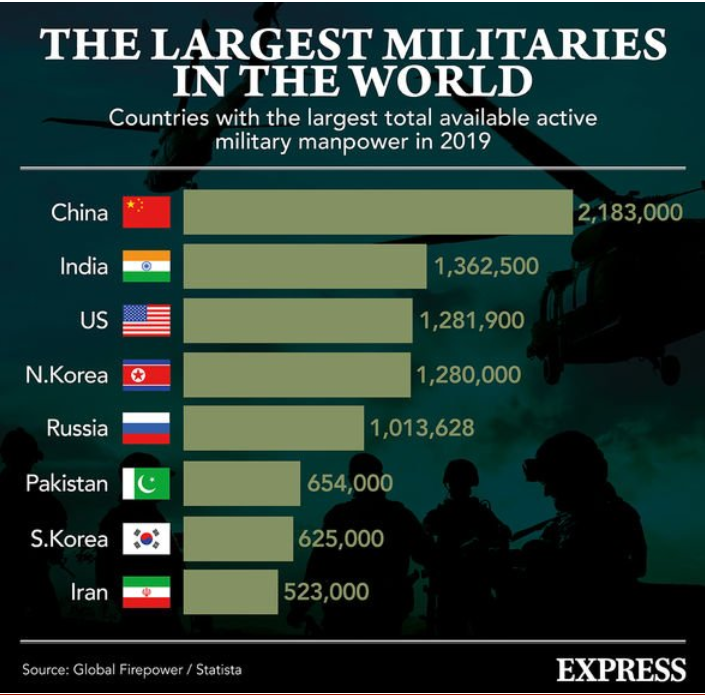 THE LARGEST MILITARIES
IN THE WORLD
Countries with the largest total available active
military manpower in 2019
China 2,183,000
India 1,362,500
US 1,281,900
N.Korea 1,280,000
Russia 1,013,628
Pakistan 654,000
S.Korea 625,000
Iran 523,000
Source: Global Firepower / Statista
EXPRESS